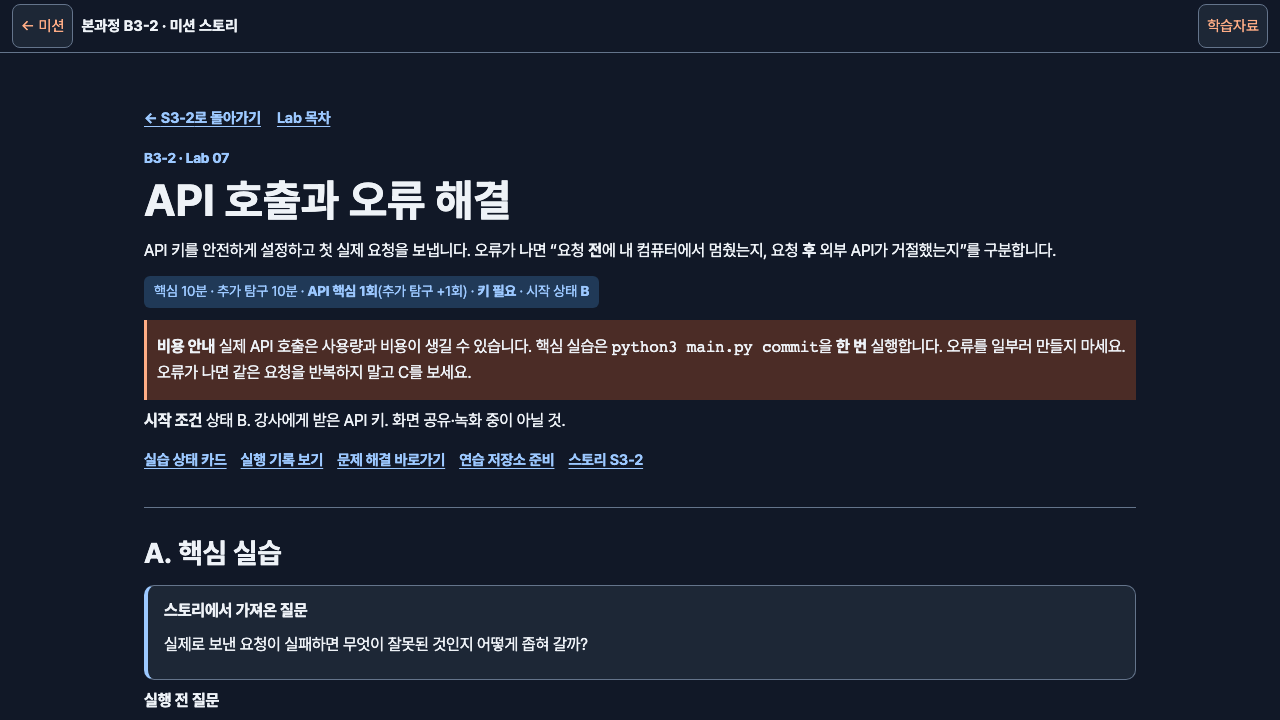 ← 미션
본과정 B3-2 · 미션 스토리
학습자료
← S3-2로 돌아가기
Lab 목차
B3-2 · Lab 07
API 호출과 오류 해결
API 키를 안전하게 설정하고 첫 실제 요청을 보냅니다. 오류가 나면 “요청 전에 내 컴퓨터에서 멈췄는지, 요청 후 외부 API가 거절했는지”를 구분합니다.
핵심 10분 · 추가 탐구 10분 · API 핵심 1회(추가 탐구 +1회) · 키 필요 · 시작 상태 B
비용 안내 실제 API 호출은 사용량과 비용이 생길 수 있습니다. 핵심 실습은 python3 main.py commit을 한 번 실행합니다. 오류를 일부러 만들지 마세요.
오류가 나면 같은 요청을 반복하지 말고 C를 보세요.
시작 조건 상태 B. 강사에게 받은 API 키. 화면 공유·녹화 중이 아닐 것.
실습 상태 카드
실행 기록 보기
문제 해결 바로가기
연습 저장소 준비
스토리 S3-2
A. 핵심 실습
스토리에서 가져온 질문
실제로 보낸 요청이 실패하면 무엇이 잘못된 것인지 어떻게 좁혀 갈까?
실행 전 질문